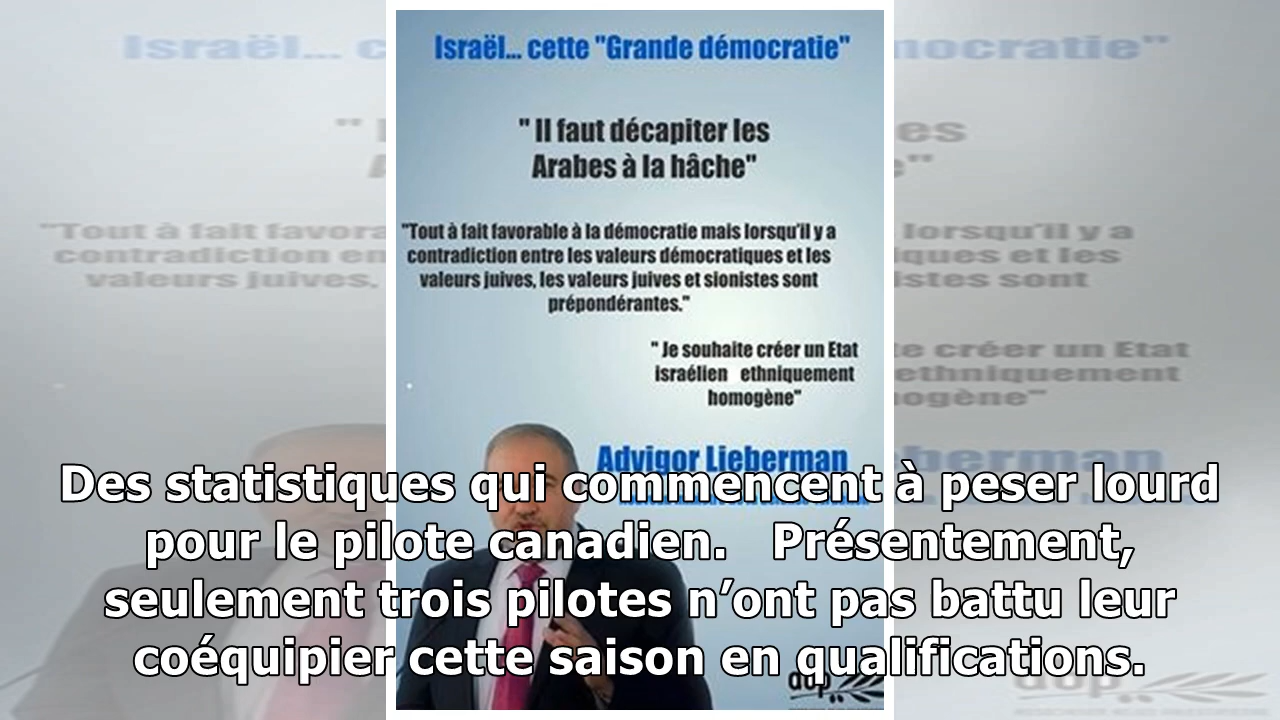 Israël... cette "Grande démocratie"
" Il faut décapiter les
Arabes à la hâche"
"Tout à fait favorable à la démocratie mais lorsqu'il y a
contradiction entre les valeurs démocratiques et les
valeurs juives, les valeurs juives et sionistes sont
prépondérantes."
" Je souhaite créer un Etat
israélien ethniquement
homogène"
Advigor Lieberman
Des statistiques qui commencent à peser lourd
pour le pilote canadien. Présentement,
seulement trois pilotes n’ont pas battu leur
coéquipier cette saison en qualifications.